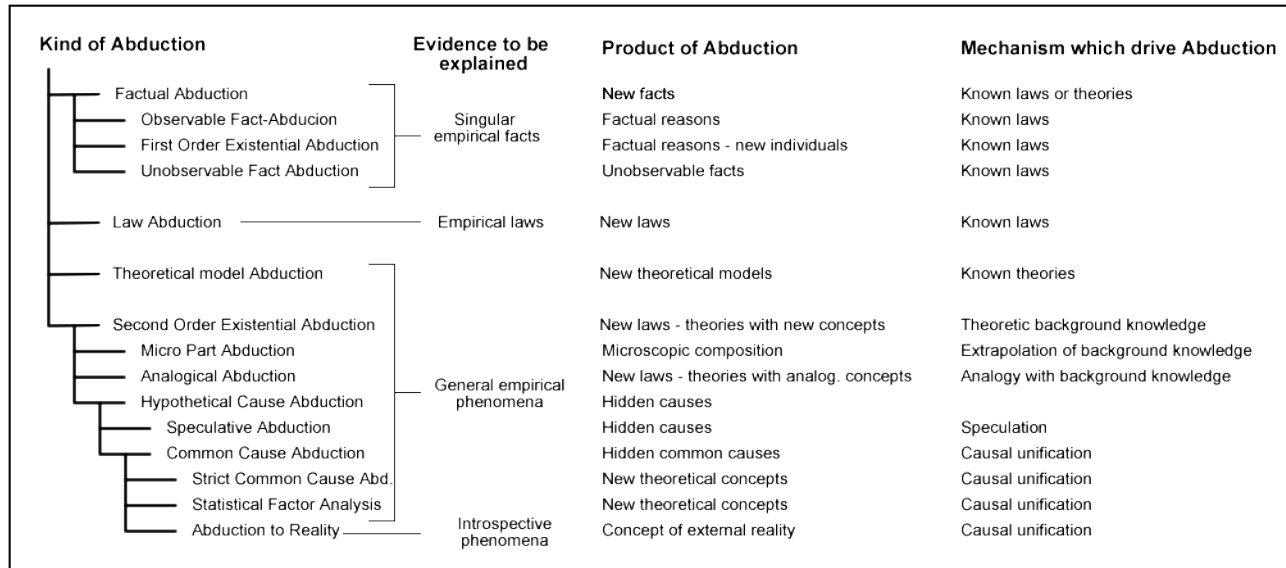 Kind of Abduction Evidence to be explained Product of Abduction Mechanism which drive Abduction
Factual Abduction New facts Known laws or theories
Observable Fact-Abducion Singular empirical facts Factual reasons Known laws
First Order Existential Abduction Factual reasons - new individuals Known laws
Unobservable Fact Abduction Unobservable facts Known laws
Law Abduction Empirical laws New laws Known laws
Theoretical model Abduction New theoretical models Known theories
Second Order Existential Abduction New laws - theories with new concepts Theoretic background knowledge
Micro Part Abduction Microscopic composition Extrapolation of background knowledge
Analogical Abduction General empirical phenomena New laws - theories with analog. concepts Analogy with background knowledge
Hypothetical Cause Abduction Hidden causes
Speculative Abduction Hidden causes Speculation
Common Cause Abduction Hidden common causes Causal unification
Strict Common Cause Abd. New theoretical concepts Causal unification
Statistical Factor Analysis New theoretical concepts Causal unification
Abduction to Reality Introspective phenomena Concept of external reality Causal unification